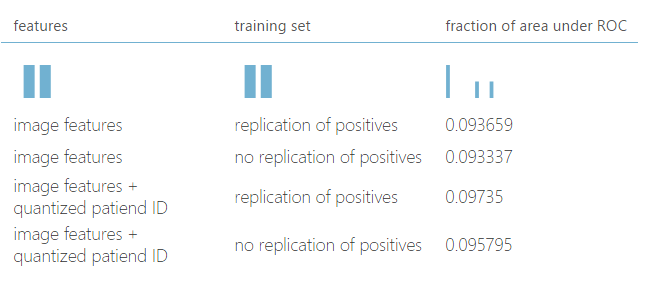 features training set fraction of area under ROC
image features replication of positives 0.093659
image features no replication of positives 0.093337
image features +
quantized patiend ID replication of positives 0.09735
image features +
quantized patiend ID no replication of positives 0.095795